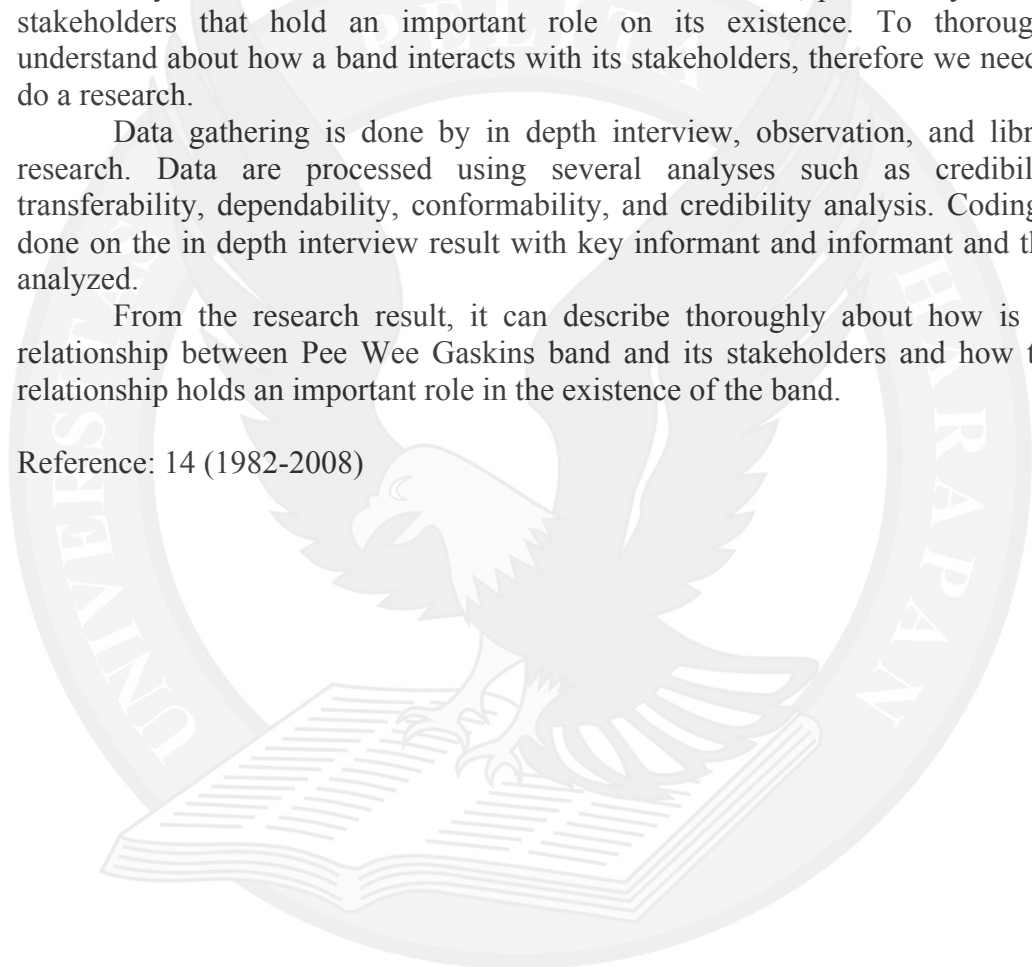 stakeholders that hold an important role on its existence. To thoroug
understand about how a band interacts with its stakeholders, therefore we need
do a research.
Data gathering is done by in depth interview, observation, and libr
research. Data are processed using several analyses such as credibil
transferability, dependability, conformability, and credibility analysis. Coding
done on the in depth interview result with key informant and informant and th
analyzed.
From the research result, it can describe thoroughly about how is
relationship between Pee Wee Gaskins band and its stakeholders and how t
relationship holds an important role in the existence of the band.
Reference: 14 (1982-2008)
UNIVERSITAS PELITA HARAPAN